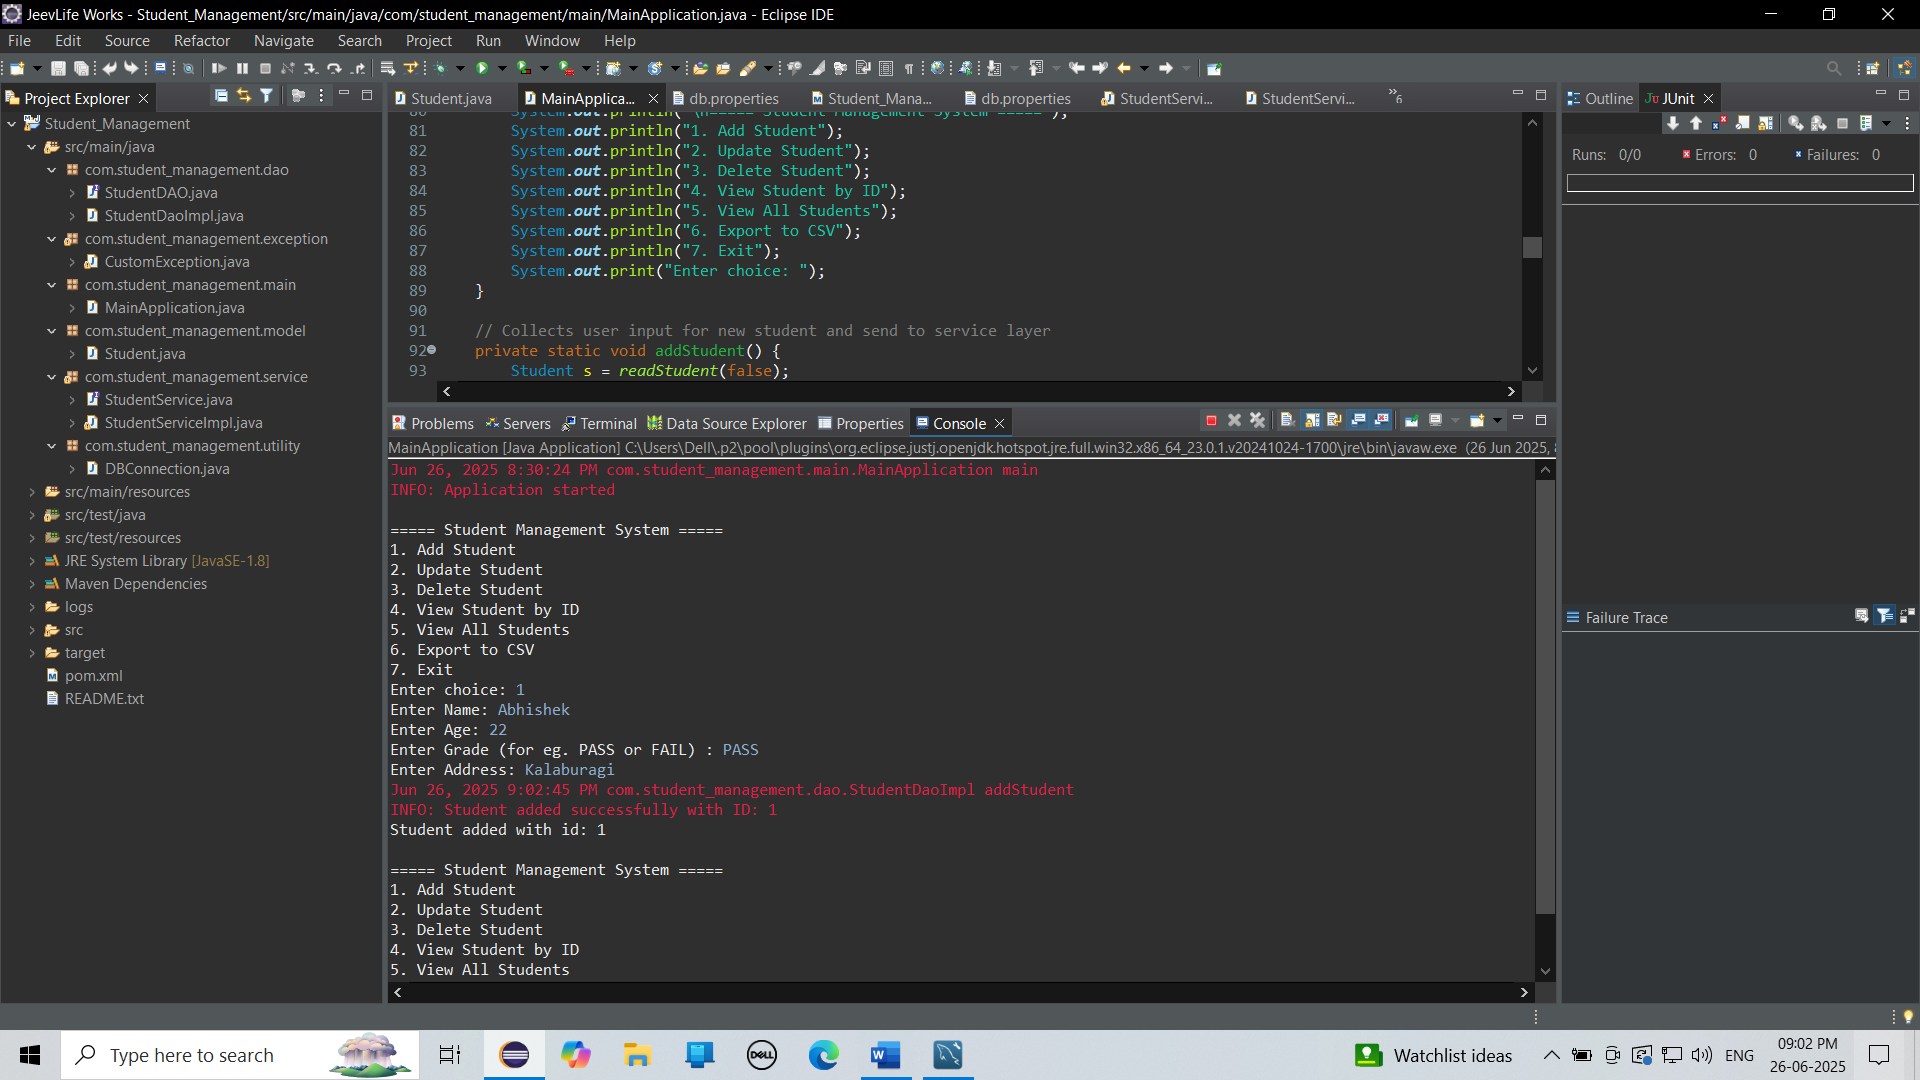 JeevLife Works - Student_Management/src/main/java/com/student_management/main/MainApplication.java - Eclipse IDE
File Edit Source Refactor Navigate Search Project Run Window Help
Project Explorer
Student_Management
src/main/java
com.student_management.dao
StudentDAO.java
StudentDaoImpl.java
com.student_management.exception
CustomException.java
com.student_management.main
MainApplication.java
com.student_management.model
Student.java
com.student_management.service
StudentService.java
StudentServiceImpl.java
com.student_management.utility
DBConnection.java
src/main/resources
src/test/java
src/test/resources
JRE System Library [JavaSE-1.8]
Maven Dependencies
logs
src
target
pom.xml
README.txt
Student.java MainApplica... db.properties Student_Mana... db.properties StudentServi... StudentServi... »6
80 System.out.println("\n===== Student Management System =====");
81 System.out.println("1. Add Student");
82 System.out.println("2. Update Student");
83 System.out.println("3. Delete Student");
84 System.out.println("4. View Student by ID");
85 System.out.println("5. View All Students");
86 System.out.println("6. Export to CSV");
87 System.out.println("7. Exit");
88 System.out.print("Enter choice: ");
89 }
90
91 // Collects user input for new student and send to service layer
92 private static void addStudent() {
93 Student s = readStudent(false);
Problems Servers Terminal Data Source Explorer Properties Console
MainApplication [Java Application] C:\Users\Dell\.p2\pool\plugins\org.eclipse.justj.openjdk.hotspot.jre.full.win32.x86_64_23.0.1.v20241024-1700\jre\bin\javaw.exe (26 Jun 2025,
Jun 26, 2025 8:30:24 PM com.student_management.main.MainApplication main
INFO: Application started
===== Student Management System =====
1. Add Student
2. Update Student
3. Delete Student
4. View Student by ID
5. View All Students
6. Export to CSV
7. Exit
Enter choice: 1
Enter Name: Abhishek
Enter Age: 22
Enter Grade (for eg. PASS or FAIL) : PASS
Enter Address: Kalaburagi
Jun 26, 2025 9:02:45 PM com.student_management.dao.StudentDaoImpl addStudent
INFO: Student added successfully with ID: 1
Student added with id: 1
===== Student Management System =====
1. Add Student
2. Update Student
3. Delete Student
4. View Student by ID
5. View All Students
Outline JUnit
Runs: 0/0 Errors: 0 Failures: 0
Failure Trace
Type here to search
DELL
Watchlist ideas
ENG
09:02 PM
26-06-2025